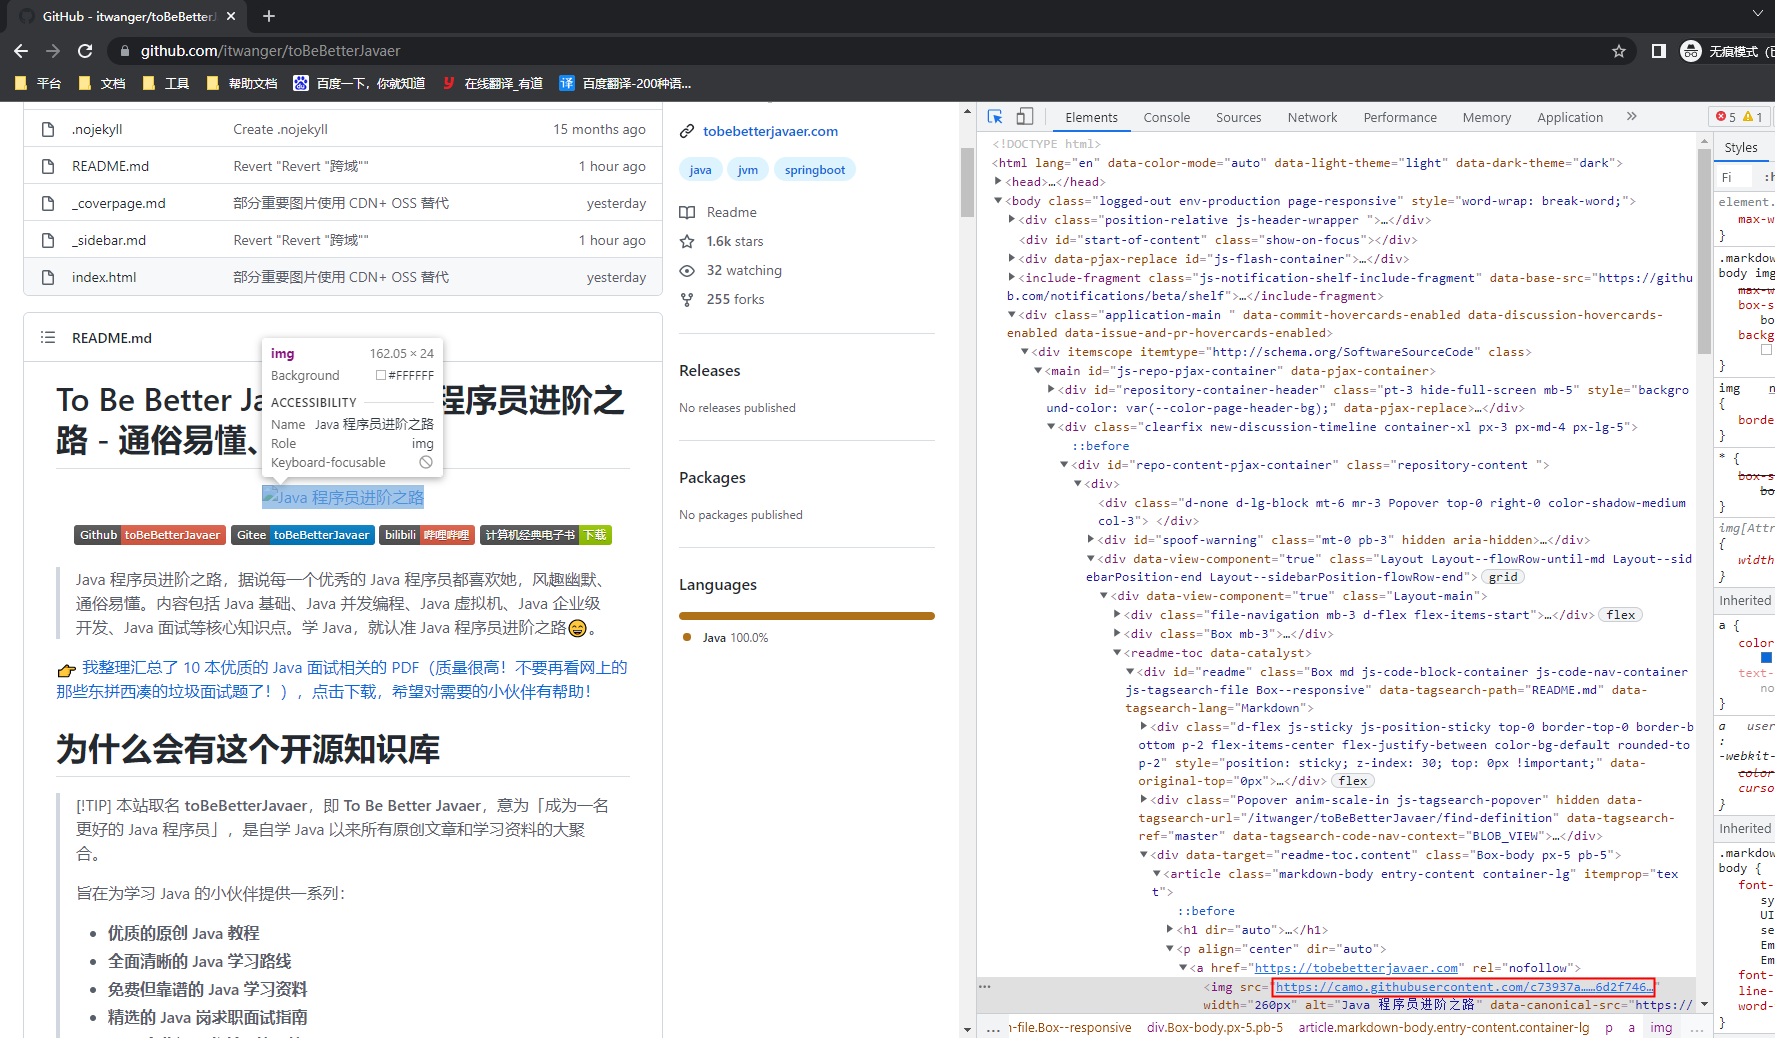 GitHub - itwanger/toBeBetterJ
github.com/itwanger/toBeBetterJavaer
无痕模式
平台 文档 工具 帮助文档 百度一下，你就知道 在线翻译_有道 百度翻译-200种语...
.nojekyll Create .nojekyll 15 months ago
README.md Revert "Revert "跨域"" 1 hour ago
_coverpage.md 部分重要图片使用 CDN+ OSS 替代 yesterday
_sidebar.md Revert "Revert "跨域"" 1 hour ago
index.html 部分重要图片使用 CDN+ OSS 替代 yesterday
README.md
img 162.05 × 24
Background #FFFFFF
ACCESSIBILITY
Name Java 程序员进阶之路
Role img
Keyboard-focusable
To Be Better Ja 程序员进阶之
路 - 通俗易懂、
Java 程序员进阶之路
Github toBeBetterJavaer Gitee toBeBetterJavaer bilibili 哔哩哔哩 计算机经典电子书 下载
Java 程序员进阶之路，据说每一个优秀的 Java 程序员都喜欢她，风趣幽默、
通俗易懂。内容包括 Java 基础、Java 并发编程、Java 虚拟机、Java 企业级
开发、Java 面试等核心知识点。学 Java，就认准 Java 程序员进阶之路😄。
👉 我整理汇总了 10 本优质的 Java 面试相关的 PDF（质量很高！不要再看网上的
那些东拼西凑的垃圾面试题了！），点击下载，希望对需要的小伙伴有帮助！
为什么会有这个开源知识库
[!TIP] 本站取名 toBeBetterJavaer，即 To Be Better Javaer，意为「成为一名
更好的 Java 程序员」，是自学 Java 以来所有原创文章和学习资料的大聚
合。
旨在为学习 Java 的小伙伴提供一系列：
• 优质的原创 Java 教程
• 全面清晰的 Java 学习路线
• 免费但靠谱的 Java 学习资料
• 精选的 Java 岗求职面试指南
tobebetterjavaer.com
java jvm springboot
Readme
1.6k stars
32 watching
255 forks
Releases
No releases published
Packages
No packages published
Languages
Java 100.0%
Elements Console Sources Network Performance Memory Application » 5 1
<!DOCTYPE html>
<html lang="en" data-color-mode="auto" data-light-theme="light" data-dark-theme="dark">
<head>…</head>
<body class="logged-out env-production page-responsive" style="word-wrap: break-word;">
<div class="position-relative js-header-wrapper ">…</div>
<div id="start-of-content" class="show-on-focus"></div>
<div data-pjax-replace id="js-flash-container">…</div>
<include-fragment class="js-notification-shelf-include-fragment" data-base-src="https://githu
b.com/notifications/beta/shelf">…</include-fragment>
<div class="application-main " data-commit-hovercards-enabled data-discussion-hovercards-
enabled data-issue-and-pr-hovercards-enabled>
<div itemscope itemtype="http://schema.org/SoftwareSourceCode" class>
<main id="js-repo-pjax-container" data-pjax-container>
<div id="repository-container-header" class="pt-3 hide-full-screen mb-5" style="backgro
und-color: var(--color-page-header-bg);" data-pjax-replace>…</div>
<div class="clearfix new-discussion-timeline container-xl px-3 px-md-4 px-lg-5">
::before
<div id="repo-content-pjax-container" class="repository-content ">
<div>
<div class="d-none d-lg-block mt-6 mr-3 Popover top-0 right-0 color-shadow-medium
col-3"> </div>
<div id="spoof-warning" class="mt-0 pb-3" hidden aria-hidden>…</div>
<div data-view-component="true" class="Layout Layout--flowRow-until-md Layout--sid
ebarPosition-end Layout--sidebarPosition-flowRow-end"> grid
<div data-view-component="true" class="Layout-main">
<div class="file-navigation mb-3 d-flex flex-items-start">…</div> flex
<div class="Box mb-3">…</div>
<readme-toc data-catalyst>
<div id="readme" class="Box md js-code-block-container js-code-nav-container
js-tagsearch-file Box--responsive" data-tagsearch-path="README.md" data-
tagsearch-lang="Markdown">
<div class="d-flex js-sticky js-position-sticky top-0 border-top-0 border-b
ottom p-2 flex-items-center flex-justify-between color-bg-default rounded-to
p-2" style="position: sticky; z-index: 30; top: 0px !important;" data-
original-top="0px">…</div> flex
<div class="Popover anim-scale-in js-tagsearch-popover" hidden data-
tagsearch-url="/itwanger/toBeBetterJavaer/find-definition" data-tagsearch-
ref="master" data-tagsearch-code-nav-context="BLOB_VIEW">…</div>
<div data-target="readme-toc.content" class="Box-body px-5 pb-5">
<article class="markdown-body entry-content container-lg" itemprop="tex
t">
::before
<h1 dir="auto">…</h1>
<p align="center" dir="auto">
<a href="https://tobebetterjavaer.com" rel="nofollow">
<img src="https://camo.githubusercontent.com/c73937a……6d2f746…"
width="260px" alt="Java 程序员进阶之路" data-canonical-src="https://
... n-file.Box--responsive div.Box-body.px-5.pb-5 article.markdown-body.entry-content.container-lg p a img ...
Styles
Fi :h
element.
max-w
}
.markdow
body img
max-w
box-s
bo
backg
}
img n
{
borde
}
* {
box-s
bo
}
img[Attr
{
width
}
Inherited
a {
color
text-
no
}
a user
:
-webkit-
color
curso
}
Inherited
.markdow
body {
font-
sy
UI
se
Em
Em
font-
line-
word-
}